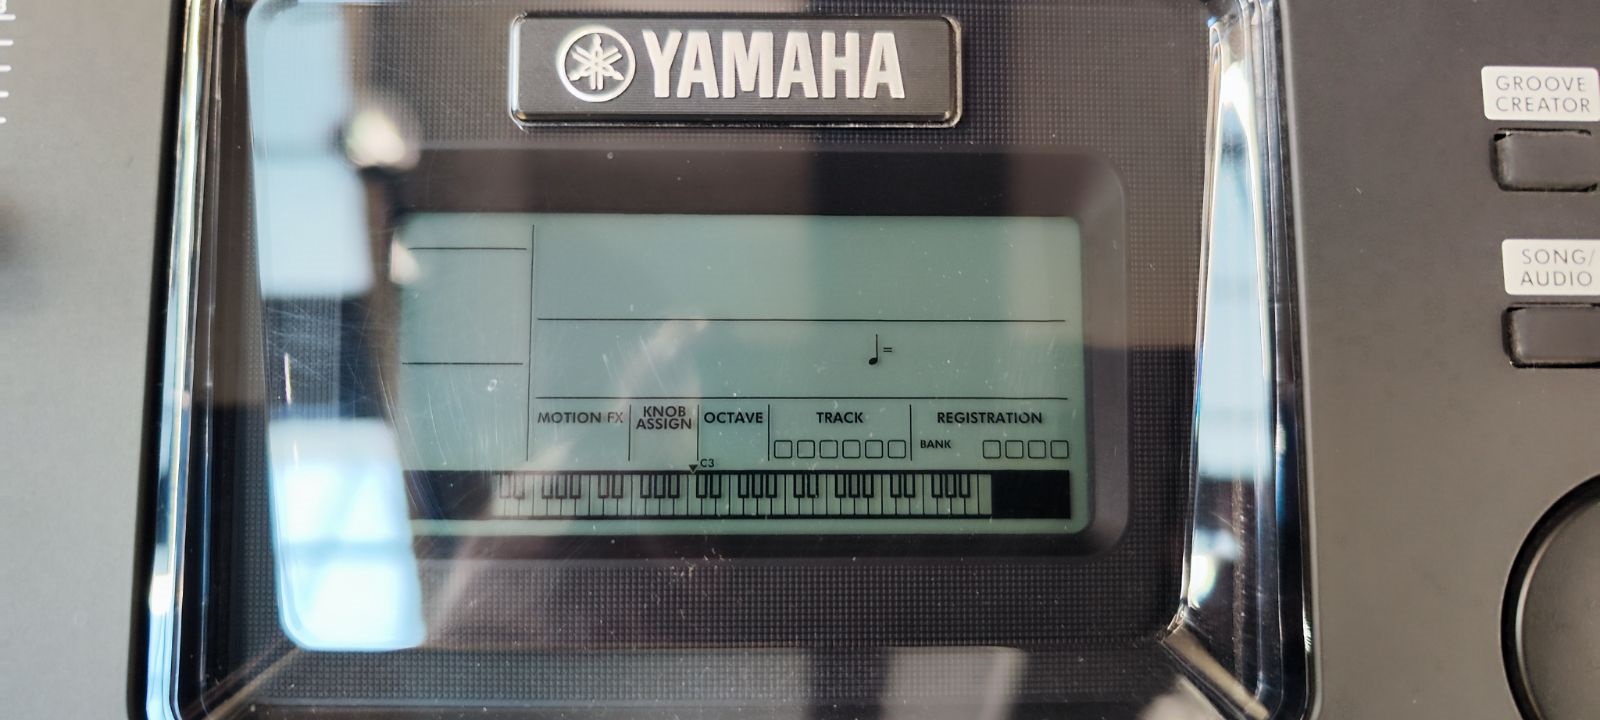 YAMAHA
GROOVE
CREATOR
SONG/
AUDIO
=
MOTION FX
KNOB
ASSIGN
OCTAVE
TRACK
REGISTRATION
BANK
C3